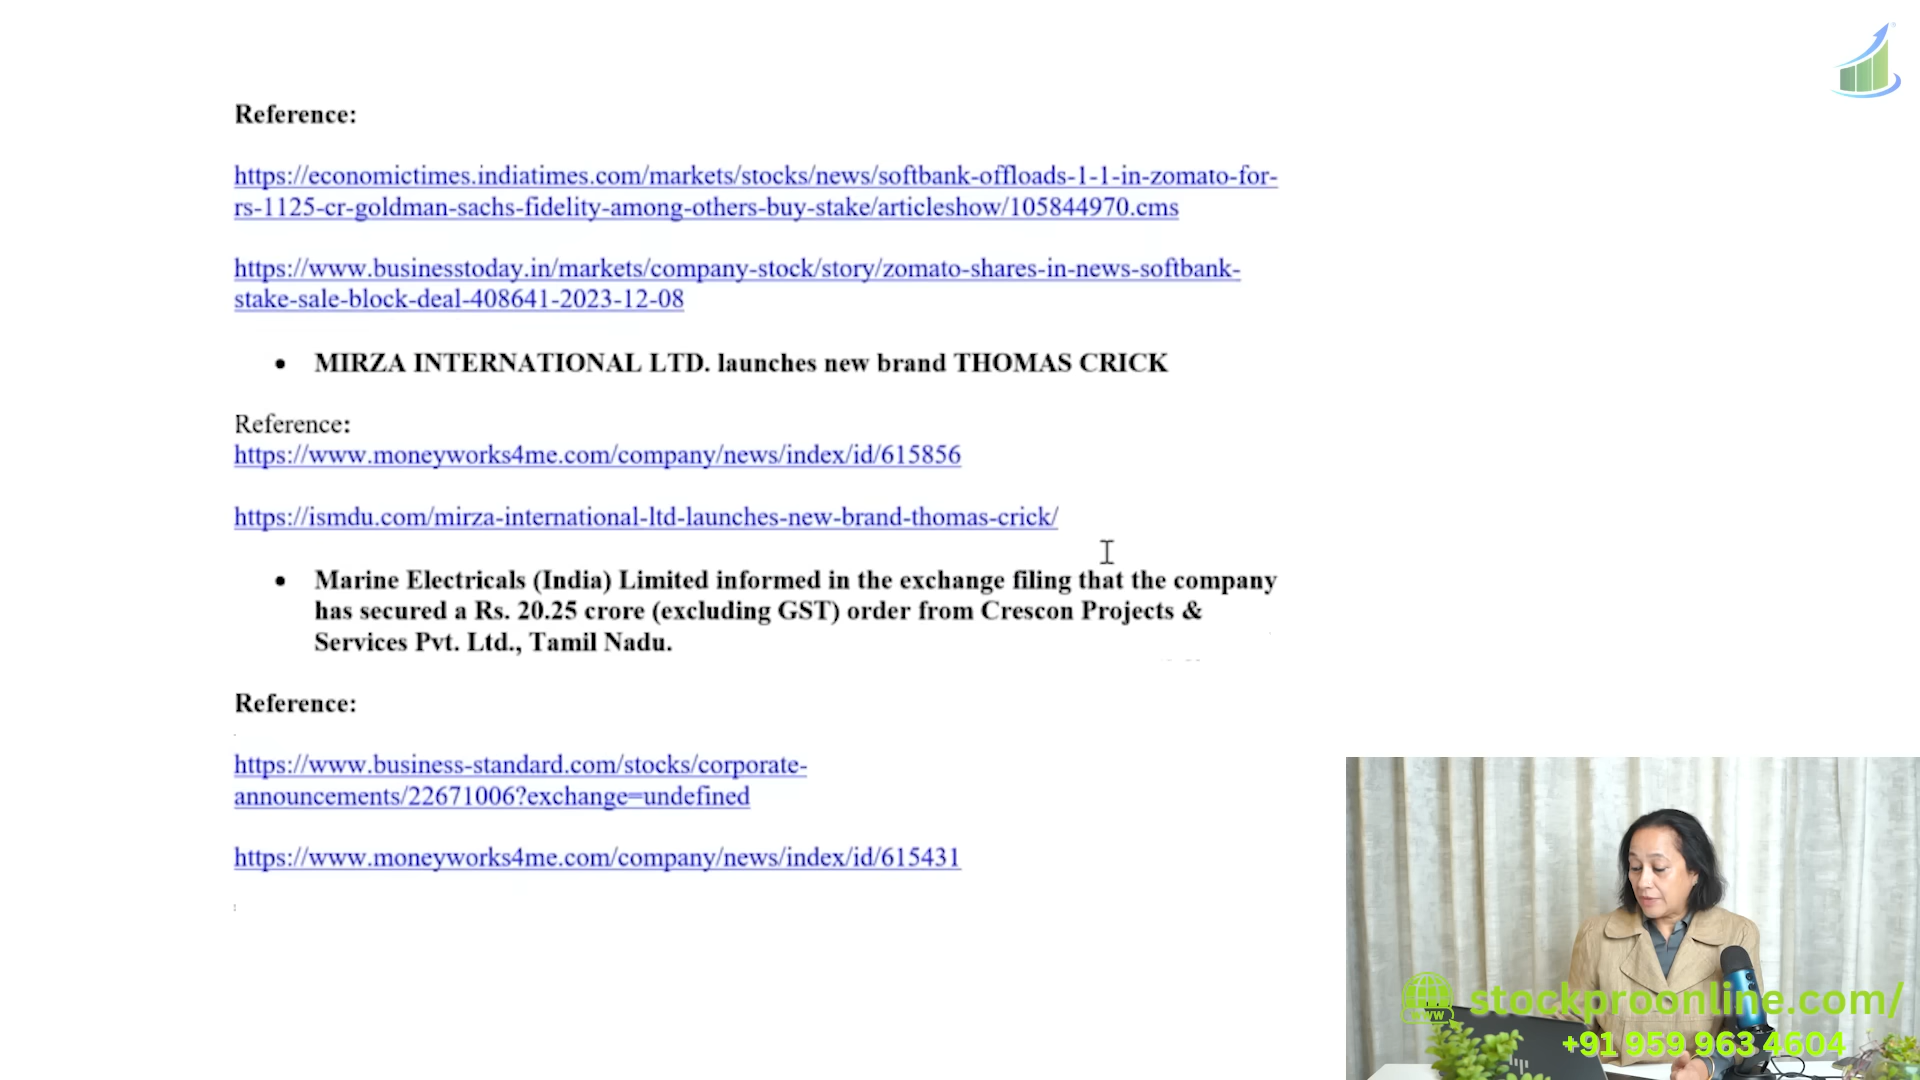 Reference:
https://economictimes.indiatimes.com/markets/stocks/news/softbank-offloads-1-1-in-zomato-for-
rs-1125-cr-goldman-sachs-fidelity-among-others-buy-stake/articleshow/105844970.cms
https://www.businesstoday.in/markets/company-stock/story/zomato-shares-in-news-softbank-
stake-sale-block-deal-408641-2023-12-08
• MIRZA INTERNATIONAL LTD. launches new brand THOMAS CRICK
Reference:
https://www.moneyworks4me.com/company/news/index/id/615856
https://ismdu.com/mirza-international-ltd-launches-new-brand-thomas-crick/
• Marine Electricals (India) Limited informed in the exchange filing that the company
has secured a Rs. 20.25 crore (excluding GST) order from Crescon Projects &
Services Pvt. Ltd., Tamil Nadu.
Reference:
https://www.business-standard.com/stocks/corporate-
announcements/22671006?exchange=undefined
https://www.moneyworks4me.com/company/news/index/id/615431
www stockproonline.com/
+91 959 963 4604
hp